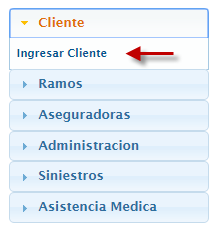 Cliente
Ingresar Cliente
Ramos
Aseguradoras
Administracion
Siniestros
Asistencia Medica